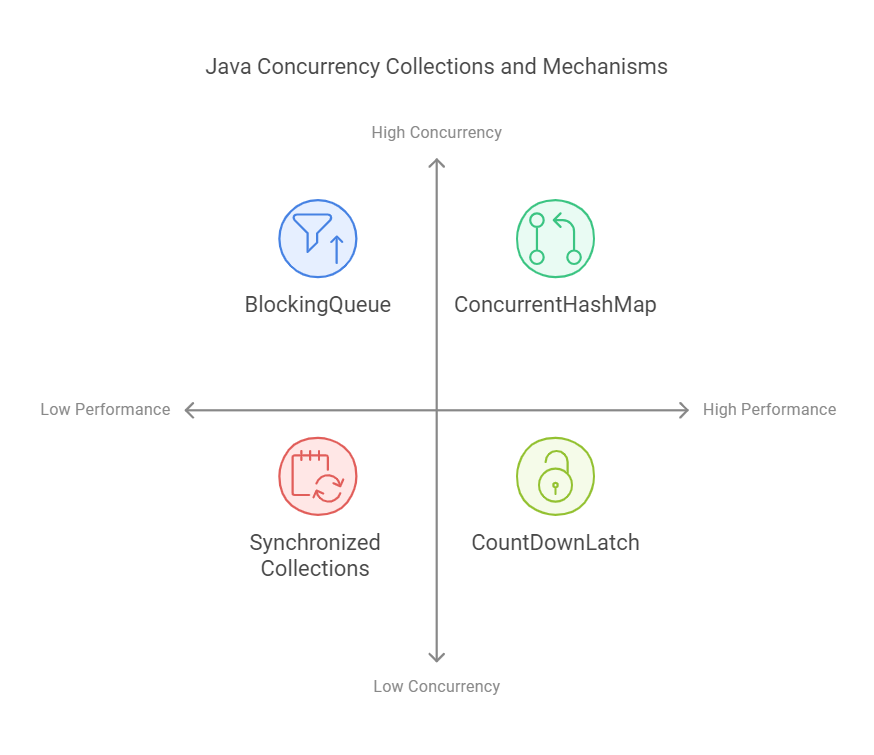 Java Concurrency Collections and Mechanisms
High Concurrency
BlockingQueue
ConcurrentHashMap
Low Performance
High Performance
Synchronized
Collections
CountDownLatch
Low Concurrency